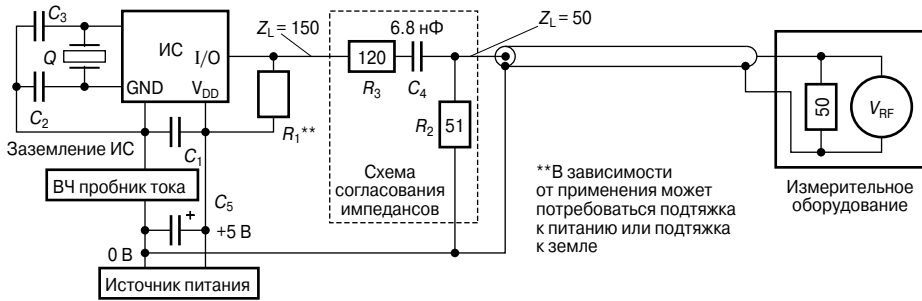 C3
Q
C2
ИС
I/O
GND
VDD
Заземление ИС
C1
R1**
ВЧ пробник тока
C5
+5 В
0 В
Источник питания
ZL = 150
6.8 нФ
120
R3
C4
R2
51
Схема
согласования
импедансов
ZL = 50
**В зависимости
от применения может
потребоваться подтяжка
к питанию или подтяжка
к земле
50
VRF
Измерительное
оборудование
+